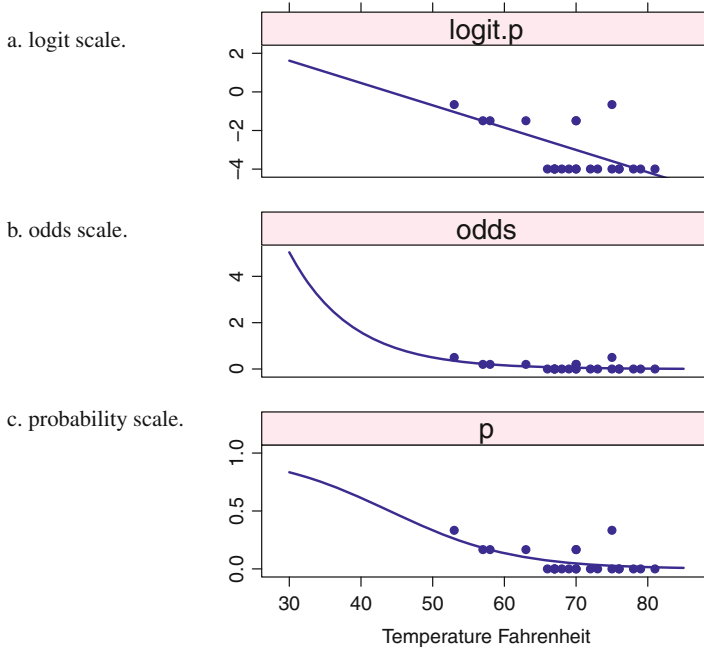 a. logit scale.
logit.p
2
0
−2
−4
b. odds scale.
odds
4
2
0
c. probability scale.
p
1.0
0.5
0.0
30 40 50 60 70 80
Temperature Fahrenheit